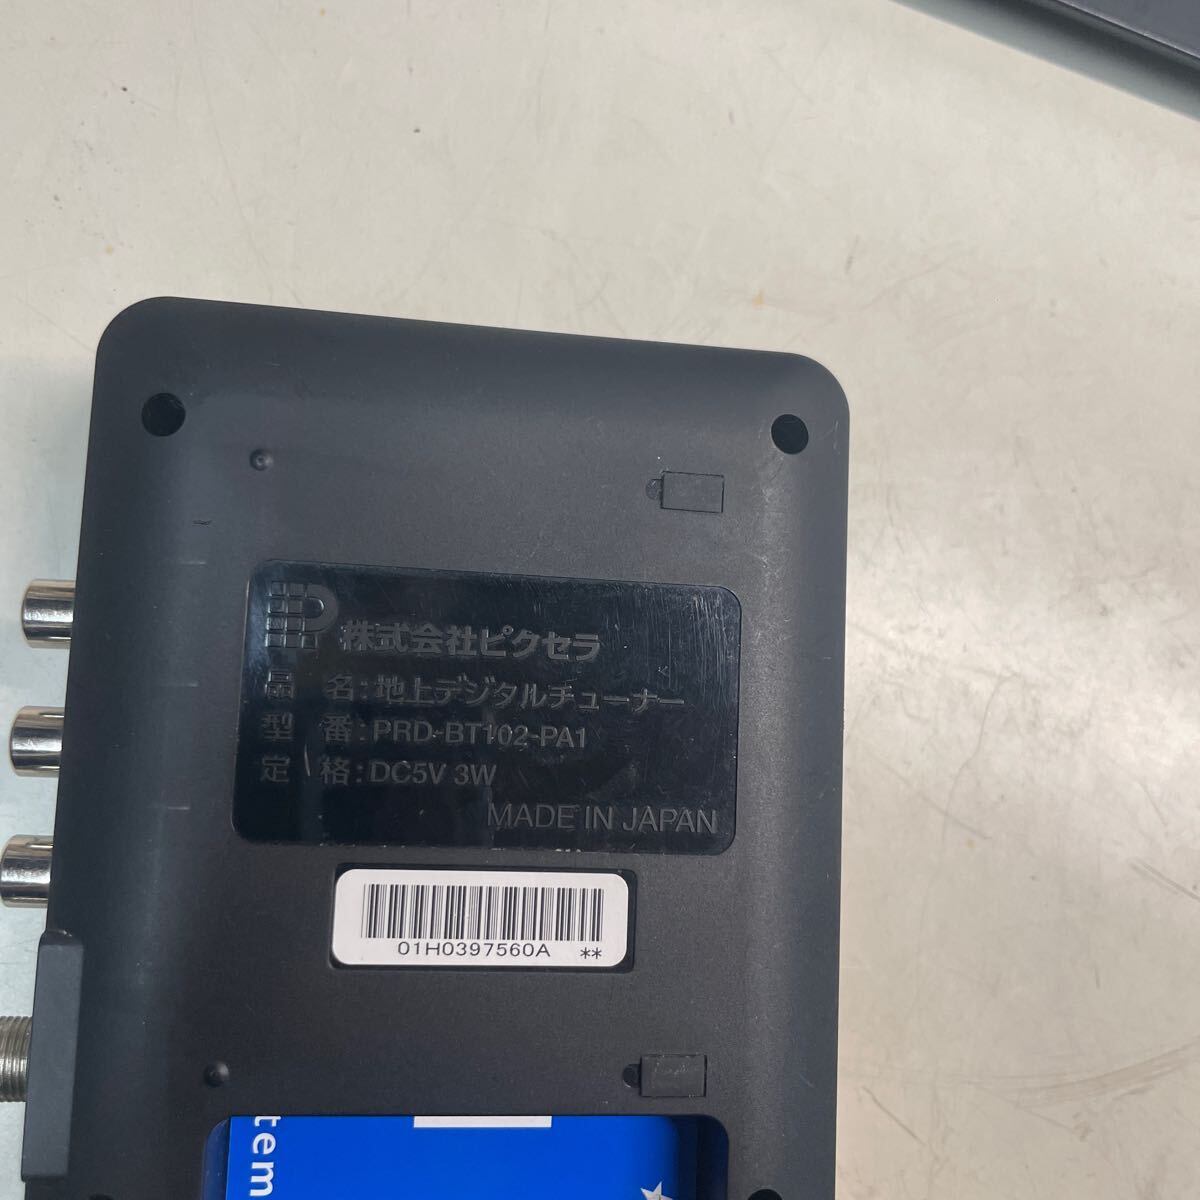 株式会社ピクセラ
品 名:地上デジタルチューナー
型 番:PRD-BT102-PA1
定 格:DC5V 3W
MADE IN JAPAN
01H0397560A **
tem